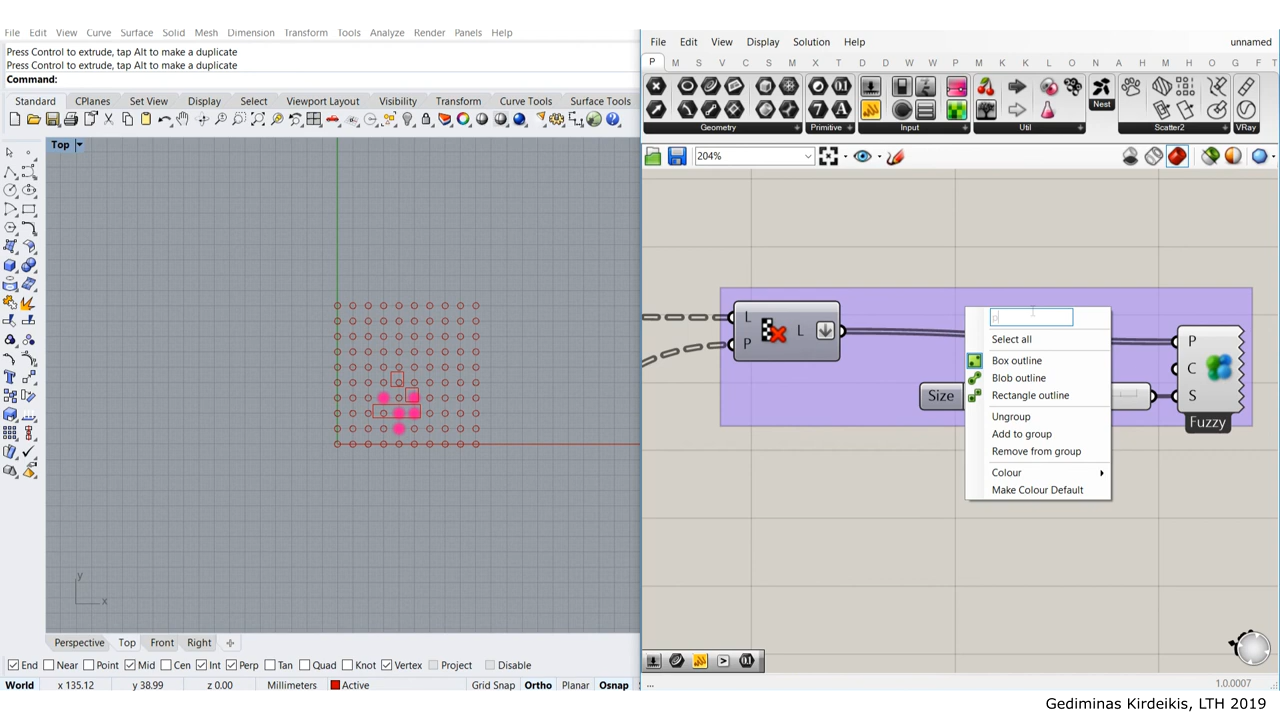 File Edit View Curve Surface Solid Mesh Dimension Transform Tools Analyze Render Panels Help
Press Control to extrude, tap Alt to make a duplicate
Press Control to extrude, tap Alt to make a duplicate
Command:
Standard CPlanes Set View Display Select Viewport Layout Visibility Transform Curve Tools Surface Tools
Top
Perspective Top Front Right
End Near Point Mid Cen Int Perp Tan Quad Knot Vertex Project Disable
World x 135.12 y 38.99 z 0.00 Millimeters Active Grid Snap Ortho Planar Osnap
y
x
File Edit View Display Solution Help unnamed
P M S V C S M X T D D P W W P M K K L O H A H D O G F T
Geometry Primitive Input Util Nest Scatter2 VRay
204%
L
P
L
Size
P
C
S
Fuzzy
Select all
Box outline
Blob outline
Rectangle outline
Ungroup
Add to group
Remove from group
Colour
Make Colour Default
...
1.0.0007
Gediminas Kirdeikis, LTH 2019